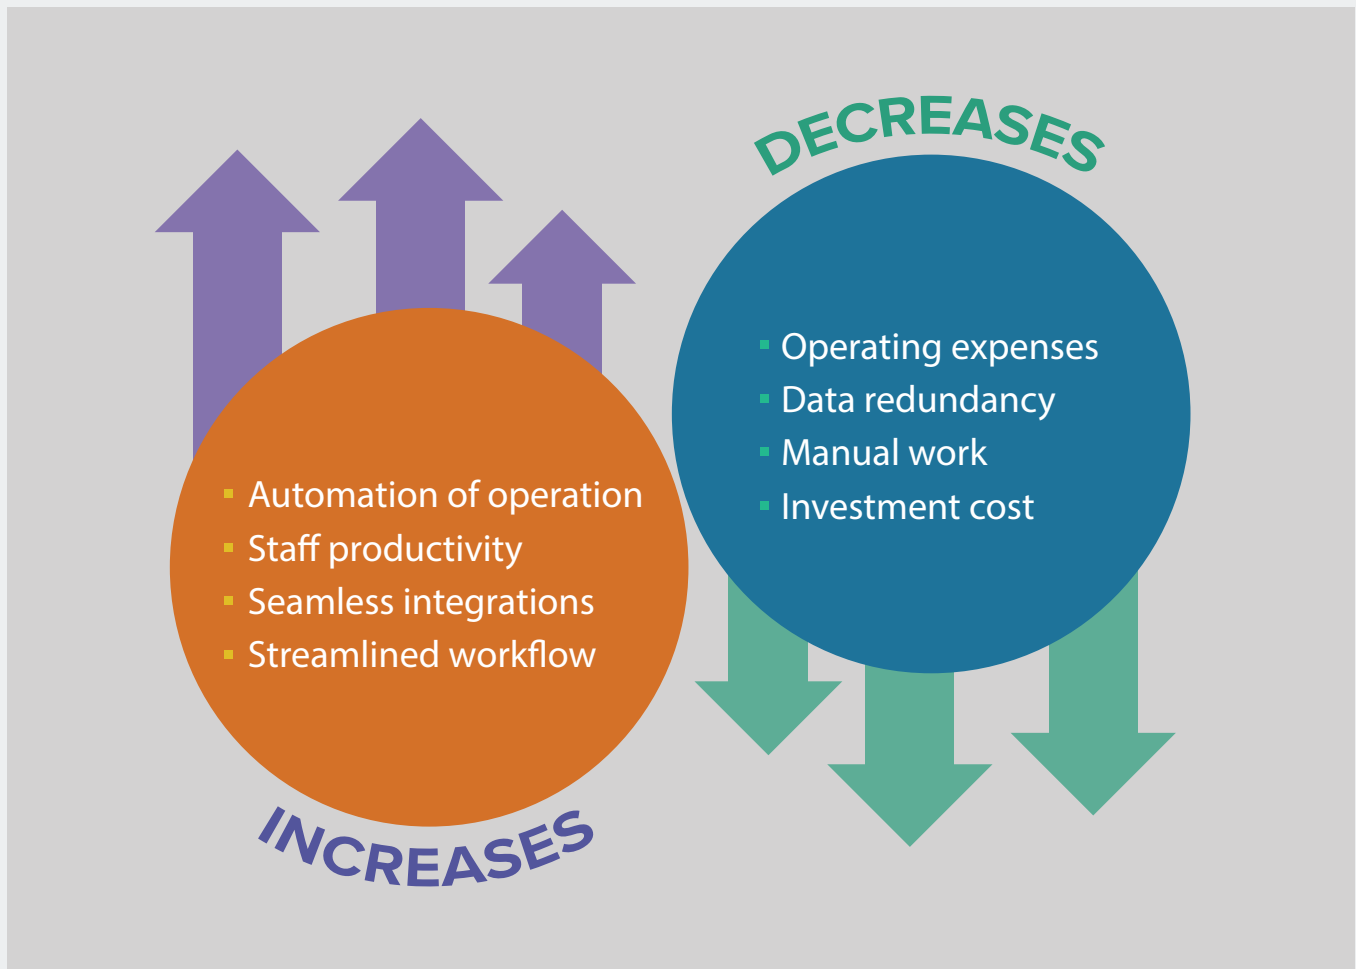 DECREASES
▪ Operating expenses
▪ Data redundancy
▪ Manual work
▪ Investment cost
▪ Automation of operation
▪ Staff productivity
▪ Seamless integrations
▪ Streamlined workflow
INCREASES